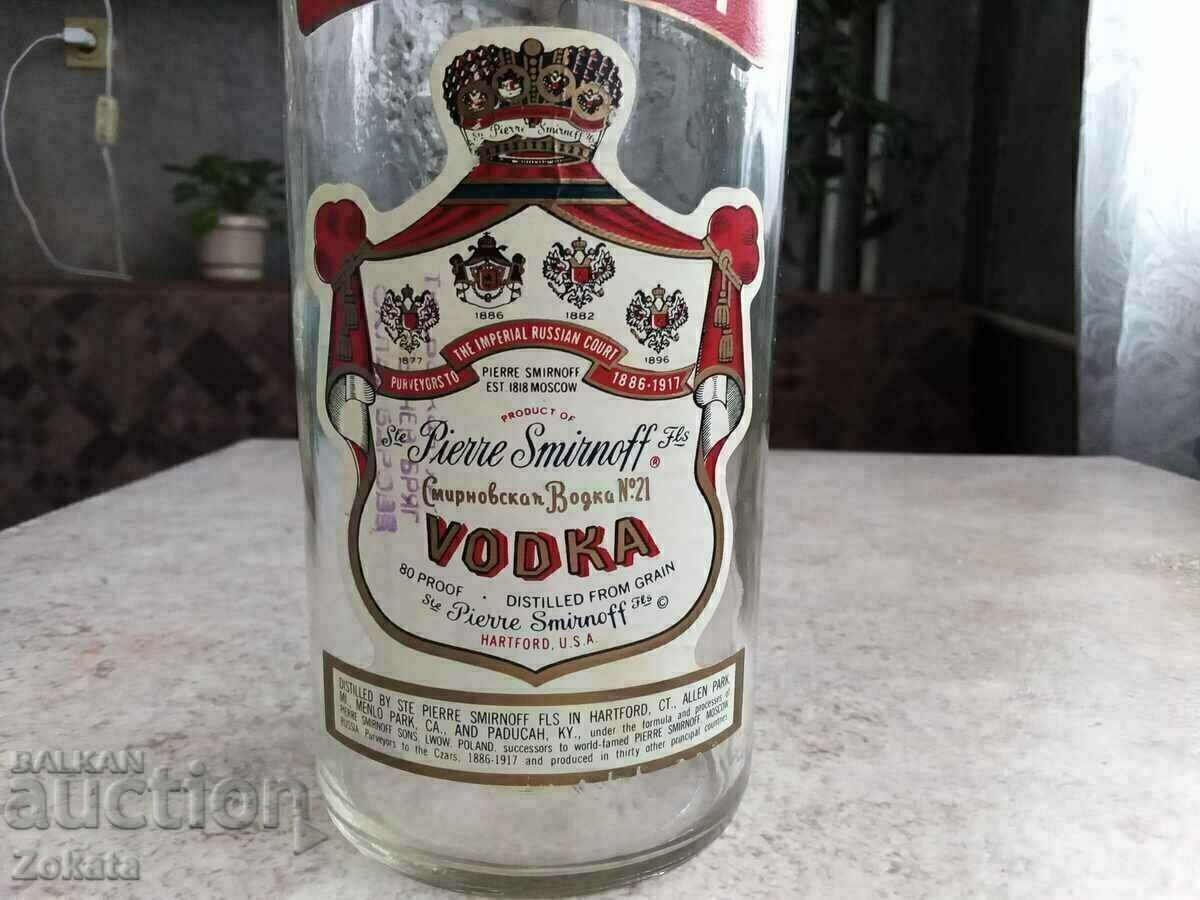 Ste Pierre Smirnoff Fls
1886
1882
1877
1896
PURVEYORS TO THE IMPERIAL RUSSIAN COURT 1886-1917
PIERRE SMIRNOFF
EST 1818 MOSCOW
PRODUCT OF
Ste Pierre Smirnoff Fls ®
Смирновская Водка №21
VODKA
80 PROOF · DISTILLED FROM GRAIN
Ste Pierre Smirnoff Fls ©
HARTFORD, U.S.A.
БРЯГ
DISTILLED BY STE PIERRE SMIRNOFF FLS IN HARTFORD, CT., ALLEN PARK,
MI., MENLO PARK, CA., AND PADUCAH, KY., under the formula and processes of
PIERRE SMIRNOFF SONS, LWOW, POLAND, successors to world-famed PIERRE SMIRNOFF, MOSCOW,
RUSSIA, Purveyors to the Czars, 1886-1917 and produced in thirty other principal countries.
BALKAN
auction
Zokata